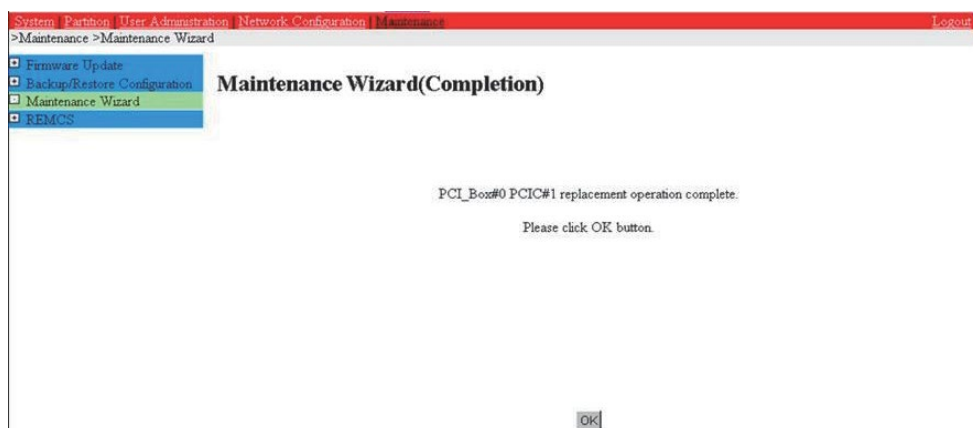 System | Partition | User Administration | Network Configuration | Maintenance Logout
>Maintenance >Maintenance Wizard
Firmware Update
Backup/Restore Configuration
Maintenance Wizard
REMCS
Maintenance Wizard(Completion)
PCI_Box#0 PCIC#1 replacement operation complete.
Please click OK button.
OK